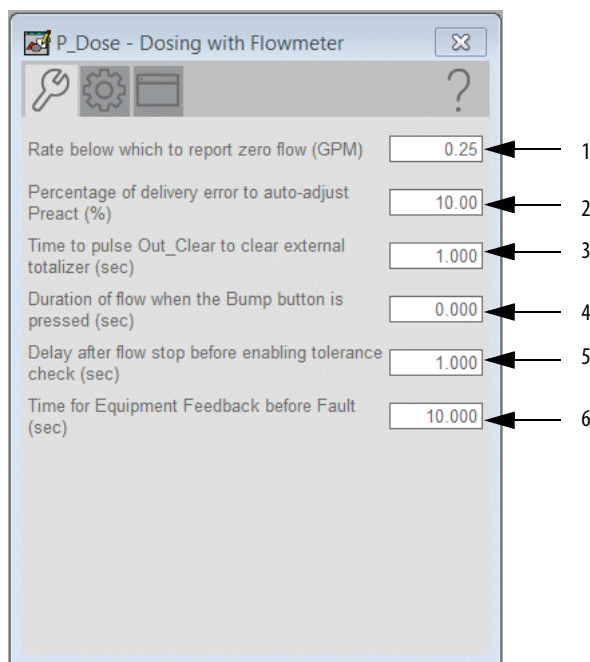 P_Dose - Dosing with Flowmeter
?
Rate below which to report zero flow (GPM)
0.25
1
Percentage of delivery error to auto-adjust
Preact (%)
10.00
2
Time to pulse Out_Clear to clear external
totalizer (sec)
1.000
3
Duration of flow when the Bump button is
pressed (sec)
0.000
4
Delay after flow stop before enabling tolerance
check (sec)
1.000
5
Time for Equipment Feedback before Fault
(sec)
10.000
6